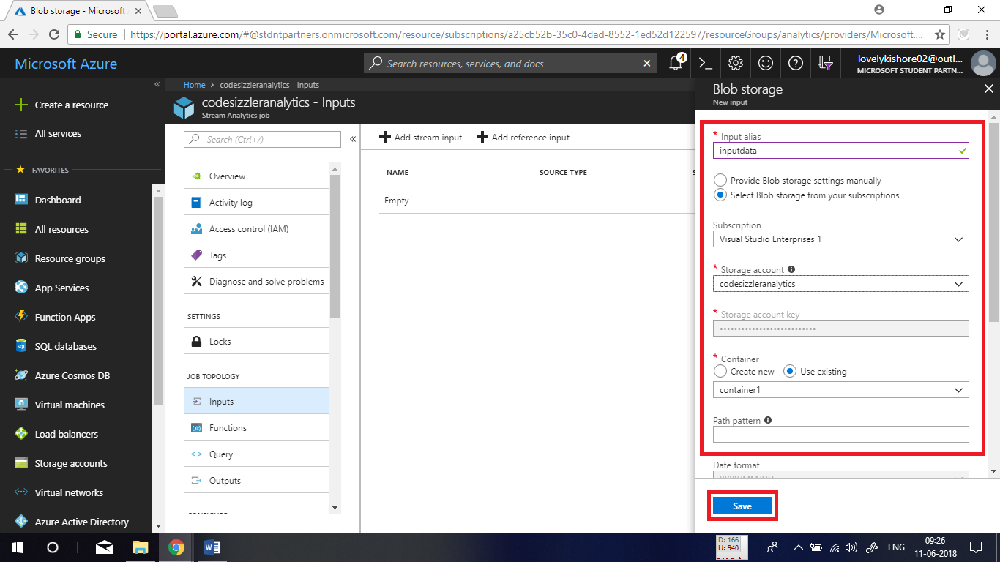 Blob storage - Microsoft
Secure
https://portal.azure.com/#@stdntpartners.onmicrosoft.com/resource/subscriptions/a25cb52b-35c0-4dad-8552-1ed52d122597/resourceGroups/analytics/providers/Microsoft....
Microsoft Azure
Search resources, services, and docs
4
lovelykishore02@outl...
MICROSOFT STUDENT PARTN...
Create a resource
All services
FAVORITES
Dashboard
All resources
Resource groups
App Services
Function Apps
SQL databases
Azure Cosmos DB
Virtual machines
Load balancers
Storage accounts
Virtual networks
Azure Active Directory
Home > codesizzleranalytics - Inputs
codesizzleranalytics - Inputs
Stream Analytics job
Search (Ctrl+/)
Overview
Activity log
Access control (IAM)
Tags
Diagnose and solve problems
SETTINGS
Locks
JOB TOPOLOGY
Inputs
Functions
Query
Outputs
Add stream input
Add reference input
NAME
SOURCE TYPE
Empty
Blob storage
New input
* Input alias
inputdata
Provide Blob storage settings manually
Select Blob storage from your subscriptions
Subscription
Visual Studio Enterprises 1
* Storage account
codesizzleranalytics
* Storage account key
* Container
Create new
Use existing
container1
Path pattern
Date format
Save
D: 166
U: 940
ENG
09:26
11-06-2018